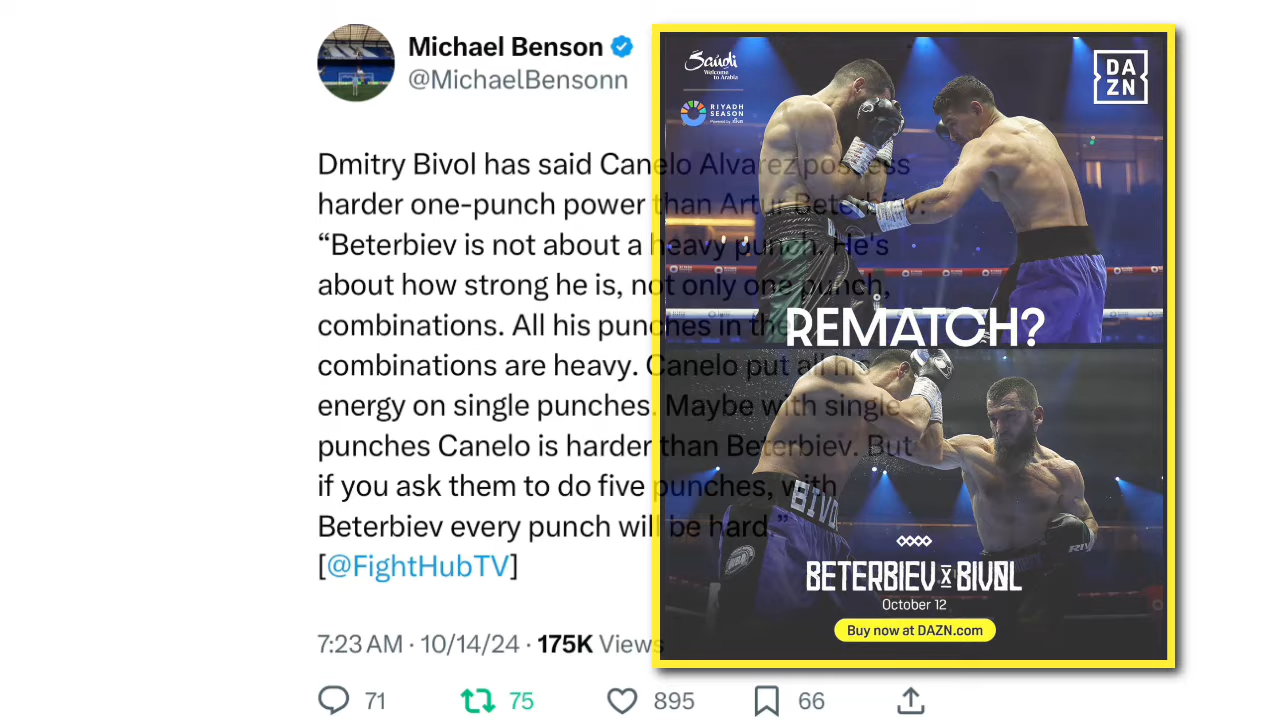 Michael Benson
@MichaelBensonn
Dmitry Bivol has said Canelo Alvarez possess
harder one-punch power than Artur Beterbiev:
“Beterbiev is not about a heavy punch. He's
about how strong he is, not only one punch,
combinations. All his punches in the
combinations are heavy. Canelo put all his
energy on single punches. Maybe with single
punches Canelo is harder than Beterbiev. But
if you ask them to do five punches, with
Beterbiev every punch will be hard.”
[@FightHubTV]
7:23 AM · 10/14/24 · 175K Views
71 75 895 66
Saudi
Welcome
to Arabia
RIYADH
SEASON
Powered by
DA
ZN
REMATCH?
BIVOL
BETERBIEV X BIVOL
October 12
Buy now at DAZN.com